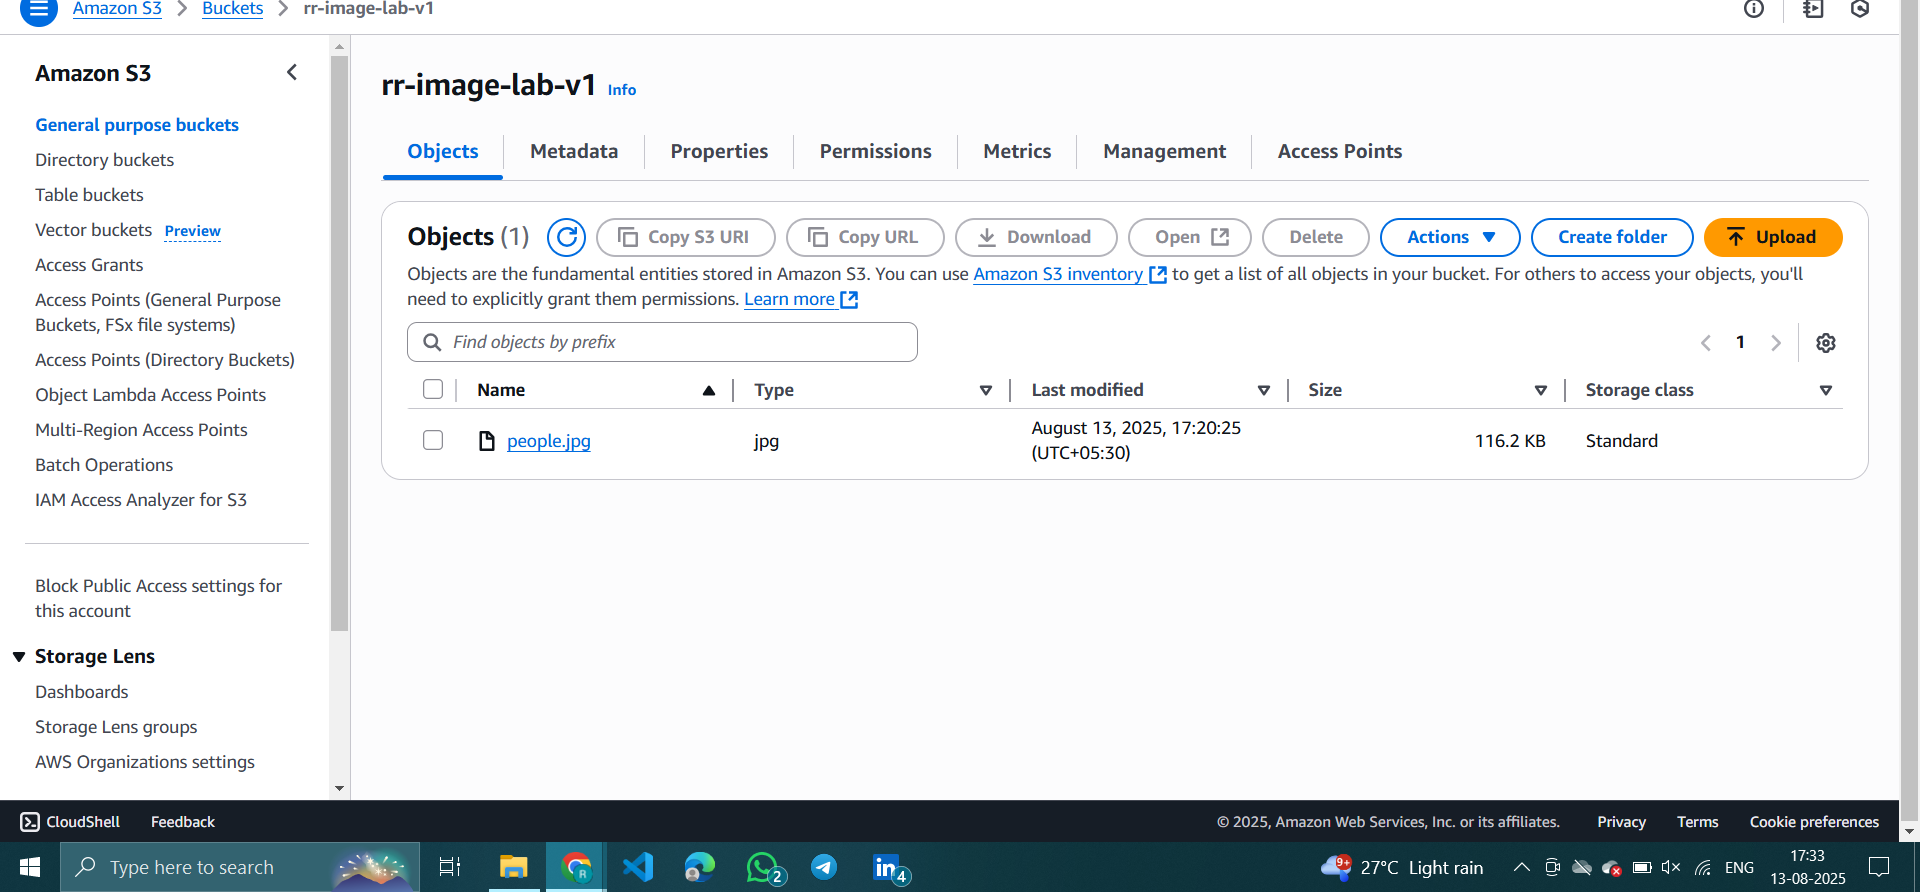 Amazon S3 > Buckets > rr-image-lab-v1
Amazon S3
General purpose buckets
Directory buckets
Table buckets
Vector buckets Preview
Access Grants
Access Points (General Purpose
Buckets, FSx file systems)
Access Points (Directory Buckets)
Object Lambda Access Points
Multi-Region Access Points
Batch Operations
IAM Access Analyzer for S3
Block Public Access settings for
this account
Storage Lens
Dashboards
Storage Lens groups
AWS Organizations settings
rr-image-lab-v1 Info
Objects Metadata Properties Permissions Metrics Management Access Points
Objects (1) Copy S3 URI Copy URL Download Open Delete Actions Create folder Upload
Objects are the fundamental entities stored in Amazon S3. You can use Amazon S3 inventory to get a list of all objects in your bucket. For others to access your objects, you'll
need to explicitly grant them permissions. Learn more
Find objects by prefix
1
Name Type Last modified Size Storage class
people.jpg jpg August 13, 2025, 17:20:25 116.2 KB Standard
(UTC+05:30)
CloudShell Feedback © 2025, Amazon Web Services, Inc. or its affiliates. Privacy Terms Cookie preferences
Type here to search R 2 in 4 9+ 27°C Light rain ENG 17:33
13-08-2025